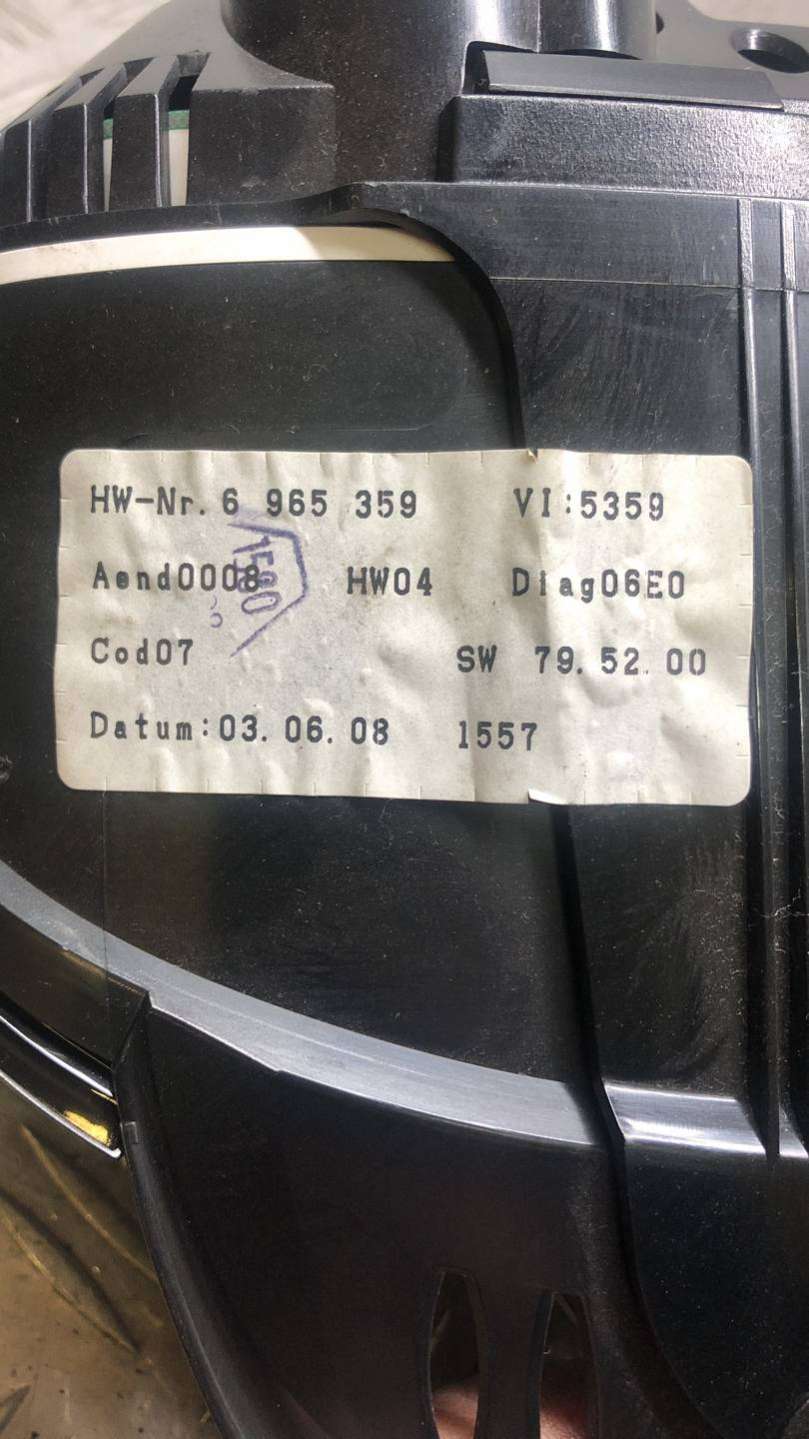 HW-Nr. 6 965 359 VI:5359
Aend0008 HW04 Diag06E0
Cod07 SW 79.52.00
Datum:03.06.08 1557